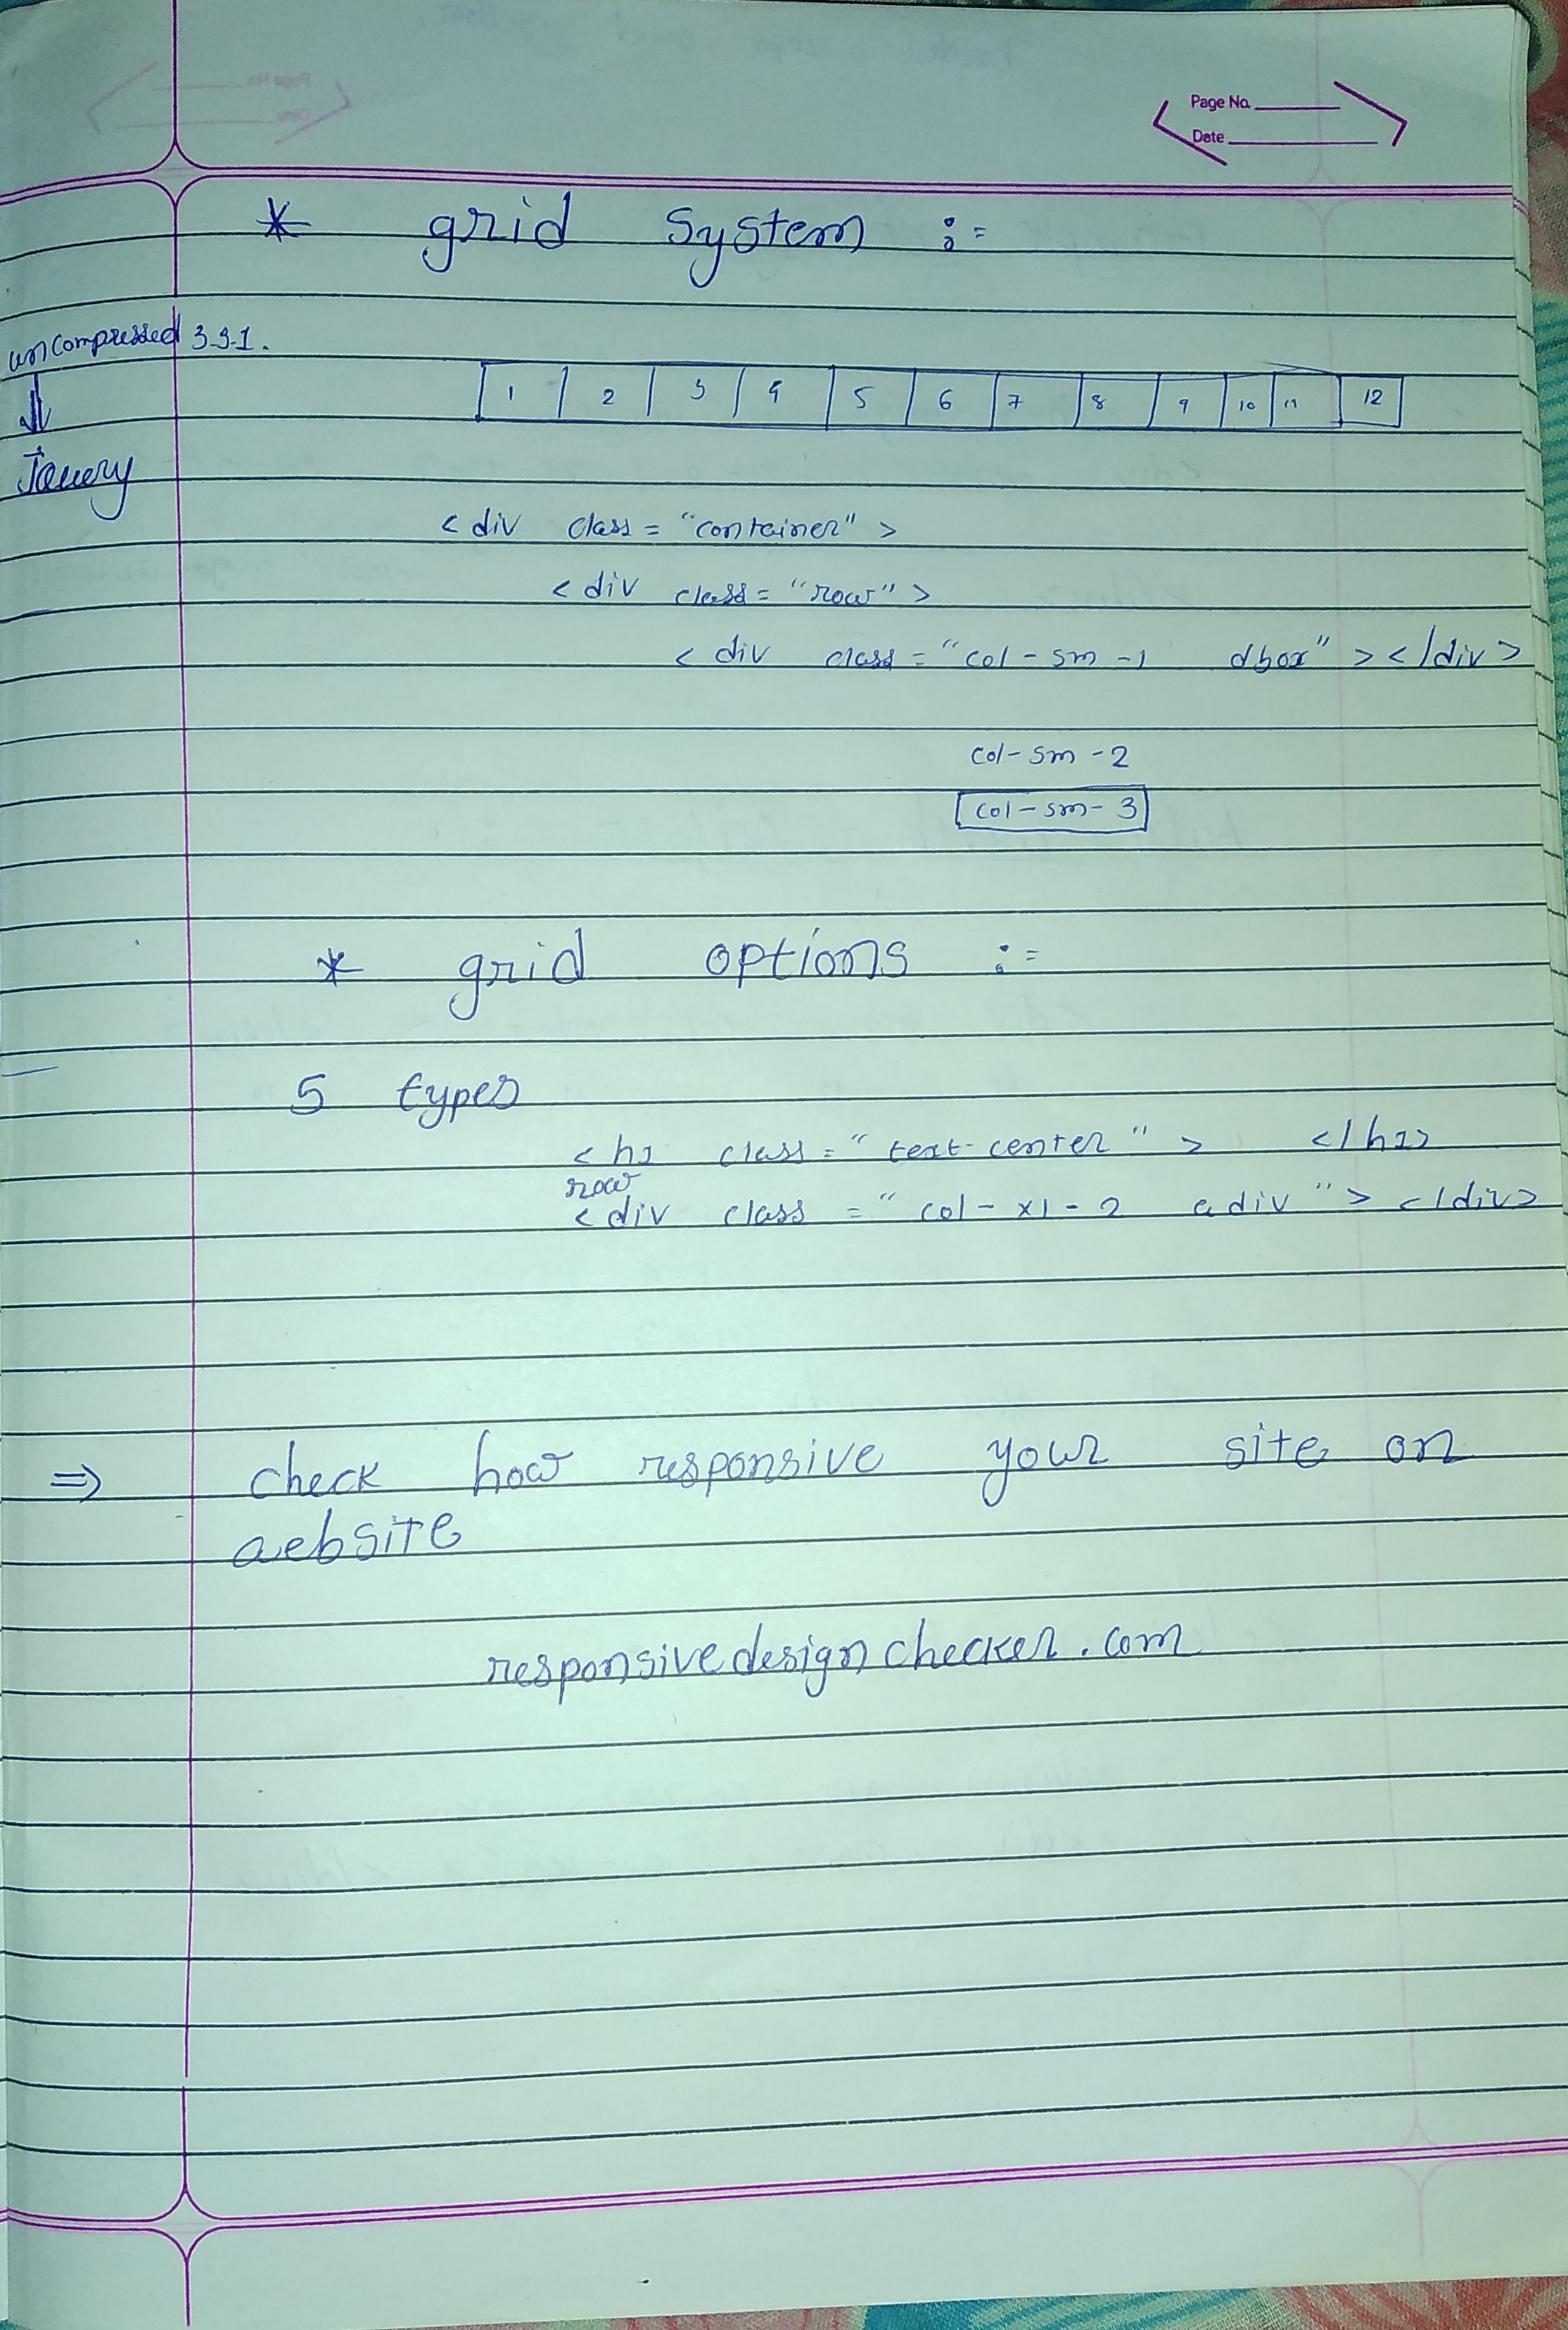 Page No.
Date
* grid system :=
uncompressed 3.3.1.
1 2 3 4 5 6 7 8 9 10 11 12
Jquery
<div class = "container" >
<div class = "row" >
<div class = "col-sm-1 dbox" ></div>
col-sm-2
col-sm-3
* grid options :=
5 types
<h1 class = "text-center" > </h1>
row
<div class = "col-xl-2 adiv" > </div>
⇒ check how responsive your site on
website
responsivedesignchecker.com